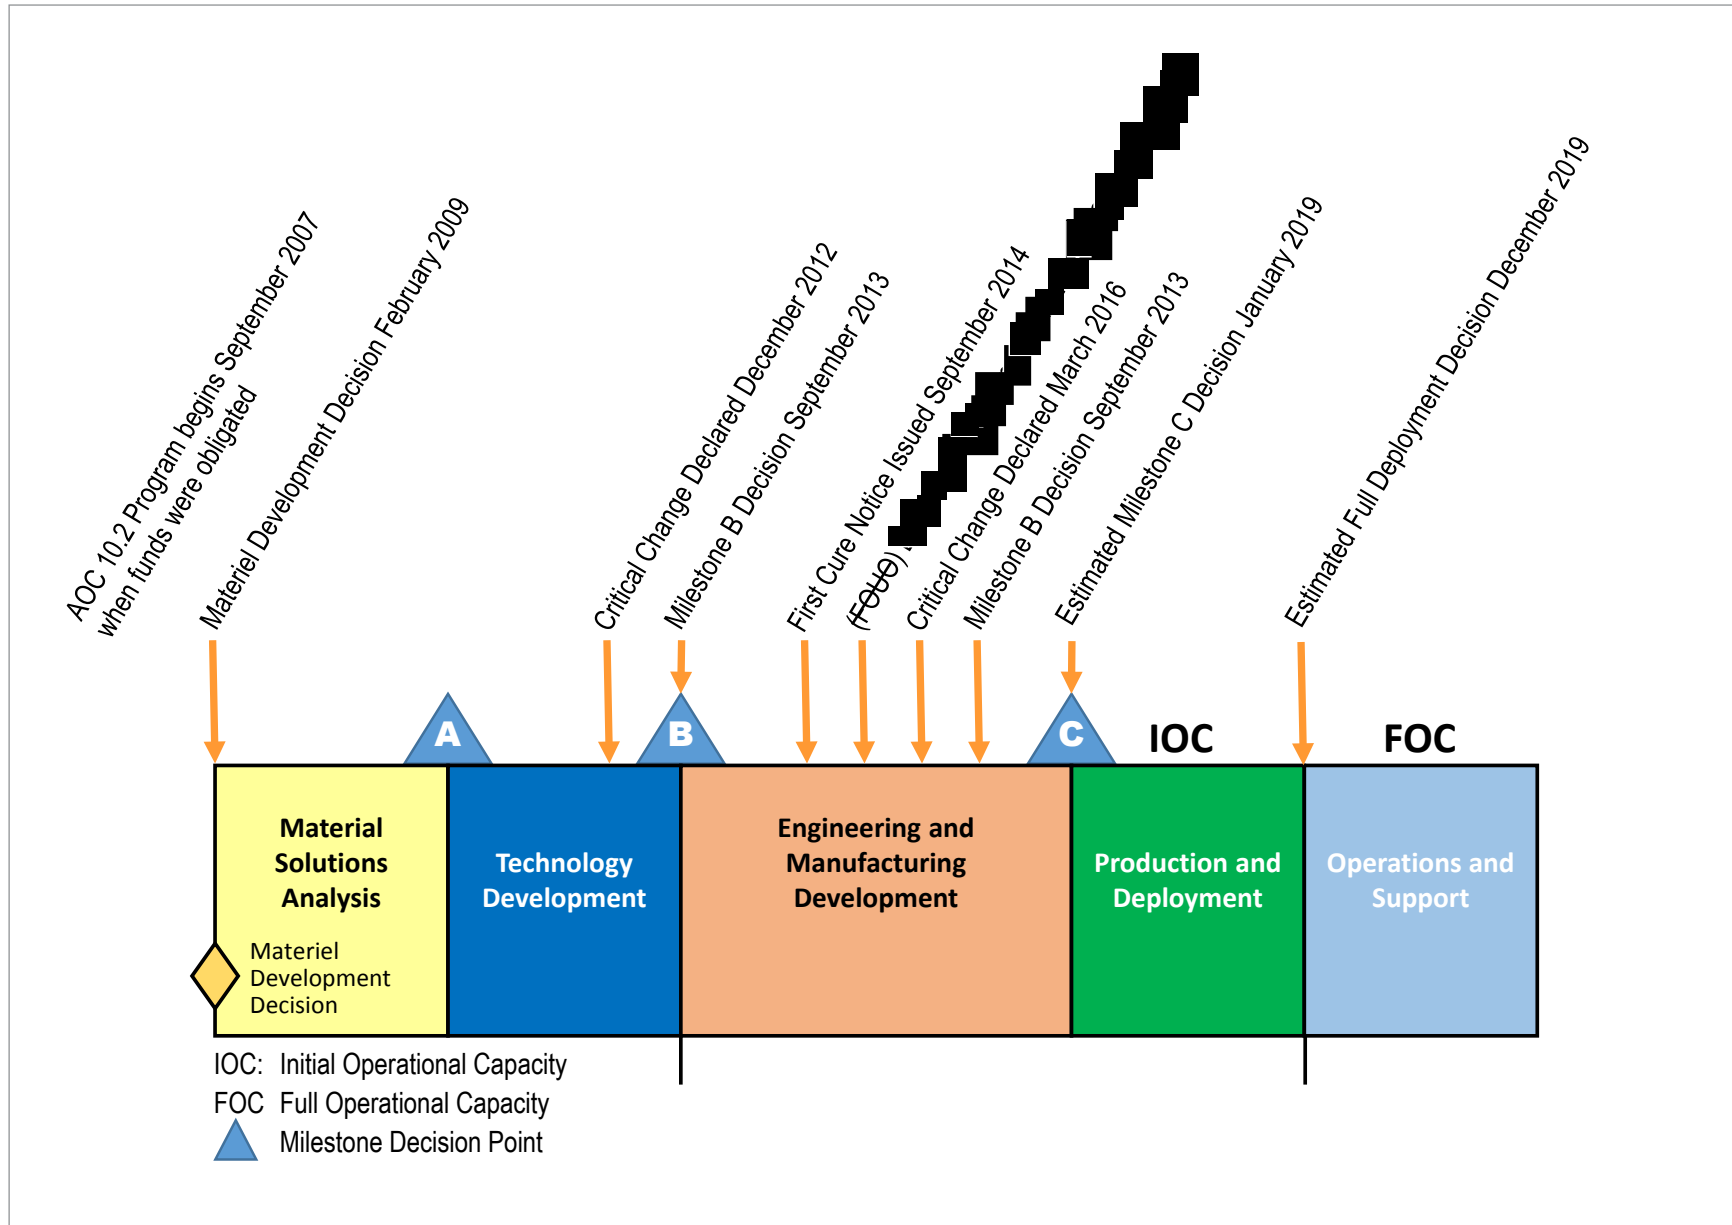 AOC 10.2 Program begins September 2007
when funds were obligated
Materiel Development Decision February 2009
Critical Change Declared December 2012
Milestone B Decision September 2013
First Cure Notice Issued September 2014
(FOUO)
Critical Change Declared March 2016
Milestone B Decision September 2013
Estimated Milestone C Decision January 2019
Estimated Full Deployment Decision December 2019
A
B
C
IOC
FOC
Material
Solutions
Analysis
Technology
Development
Engineering and
Manufacturing
Development
Production and
Deployment
Operations and
Support
Materiel
Development
Decision
IOC: Initial Operational Capacity
FOC Full Operational Capacity
Milestone Decision Point